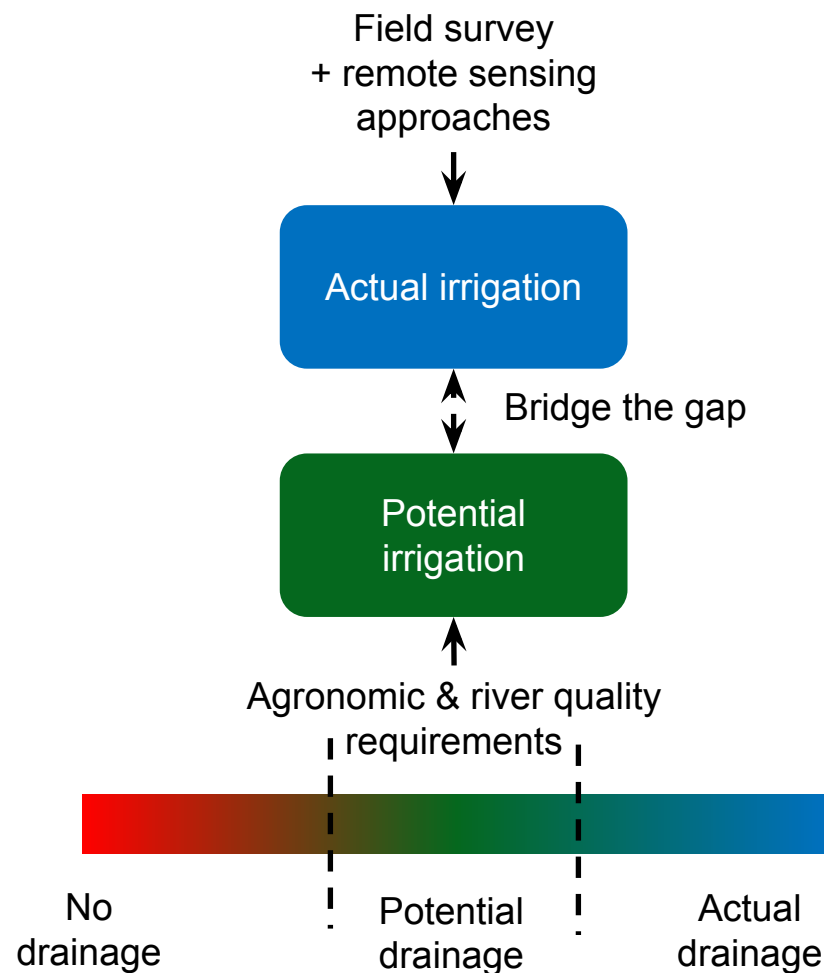 Field survey
+ remote sensing
approaches
Actual irrigation
Bridge the gap
Potential
irrigation
Agronomic & river quality
requirements
No
drainage
Potential
drainage
Actual
drainage